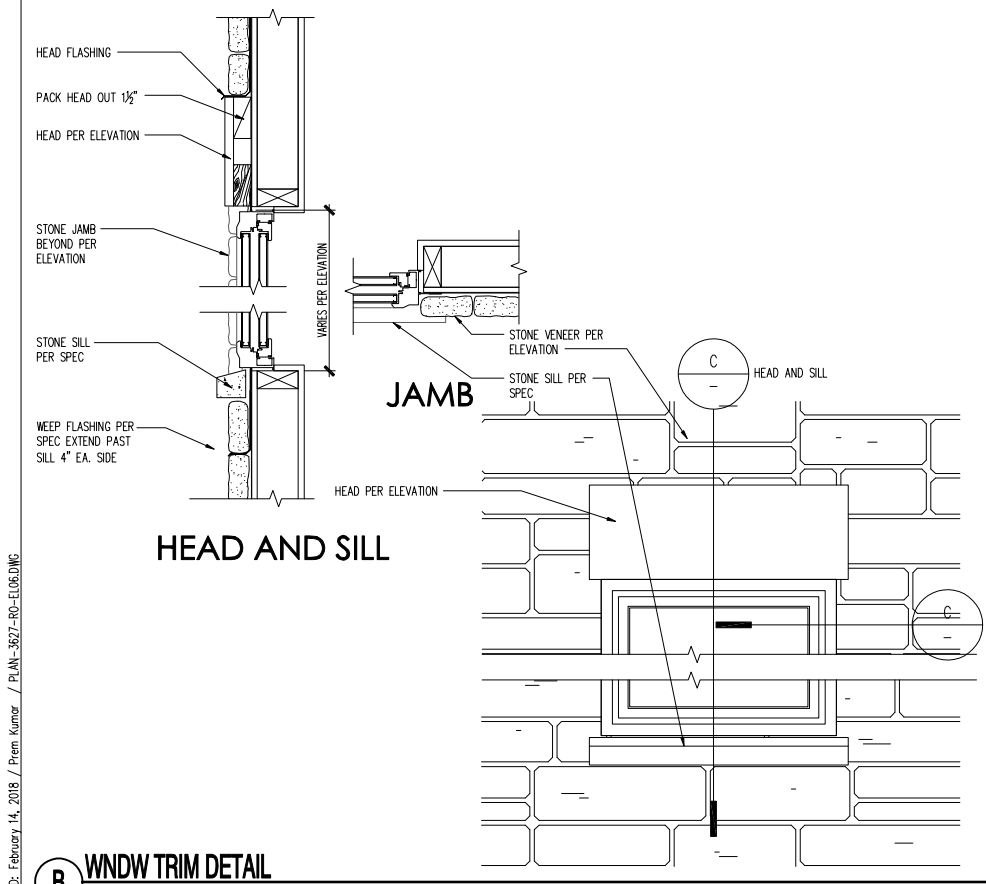 HEAD FLASHING
PACK HEAD OUT 1½"
HEAD PER ELEVATION
STONE JAMB
BEYOND PER
ELEVATION
STONE SILL
PER SPEC
WEEP FLASHING PER
SPEC EXTEND PAST
SILL 4" EA. SIDE
VARIES PER ELEVATION
HEAD AND SILL
JAMB
STONE VENEER PER
ELEVATION
STONE SILL PER
SPEC
HEAD PER ELEVATION
C
-
HEAD AND SILL
C
-
B
WNDW TRIM DETAIL
D: February 14, 2018 / Prem Kumar / PLAN-3627-RO-EL06.DWG